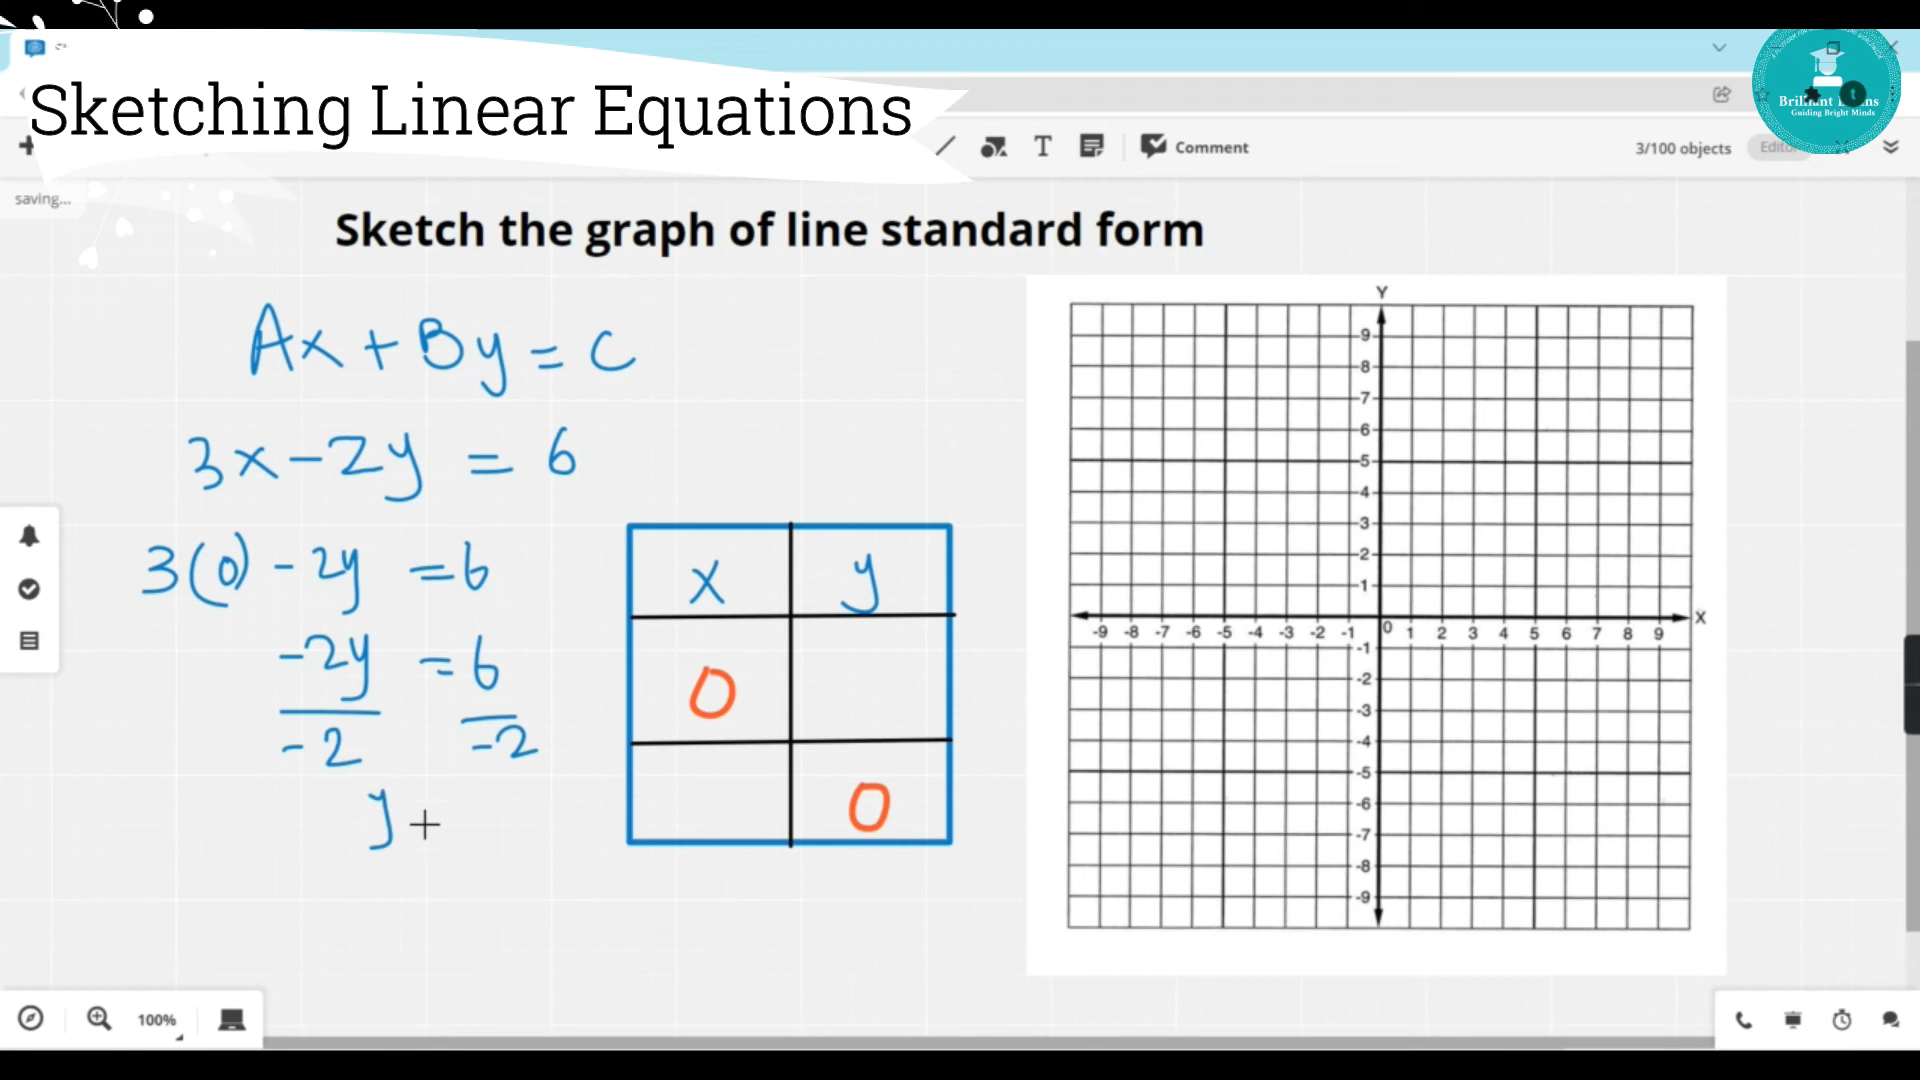 Sketching Linear Equations
Guiding Bright Minds
T
Comment
3/100 objects
saving...
Sketch the graph of line standard form
Ax + By = C
3x - 2y = 6
3(0) - 2y = 6
-2y = 6
-2 -2
y
x y
0
0
Y
9
8
7
6
5
4
3
2
1
X
-9 -8 -7 -6 -5 -4 -3 -2 -1 0 1 2 3 4 5 6 7 8 9
-1
-2
-3
-4
-5
-6
-7
-8
-9
100%